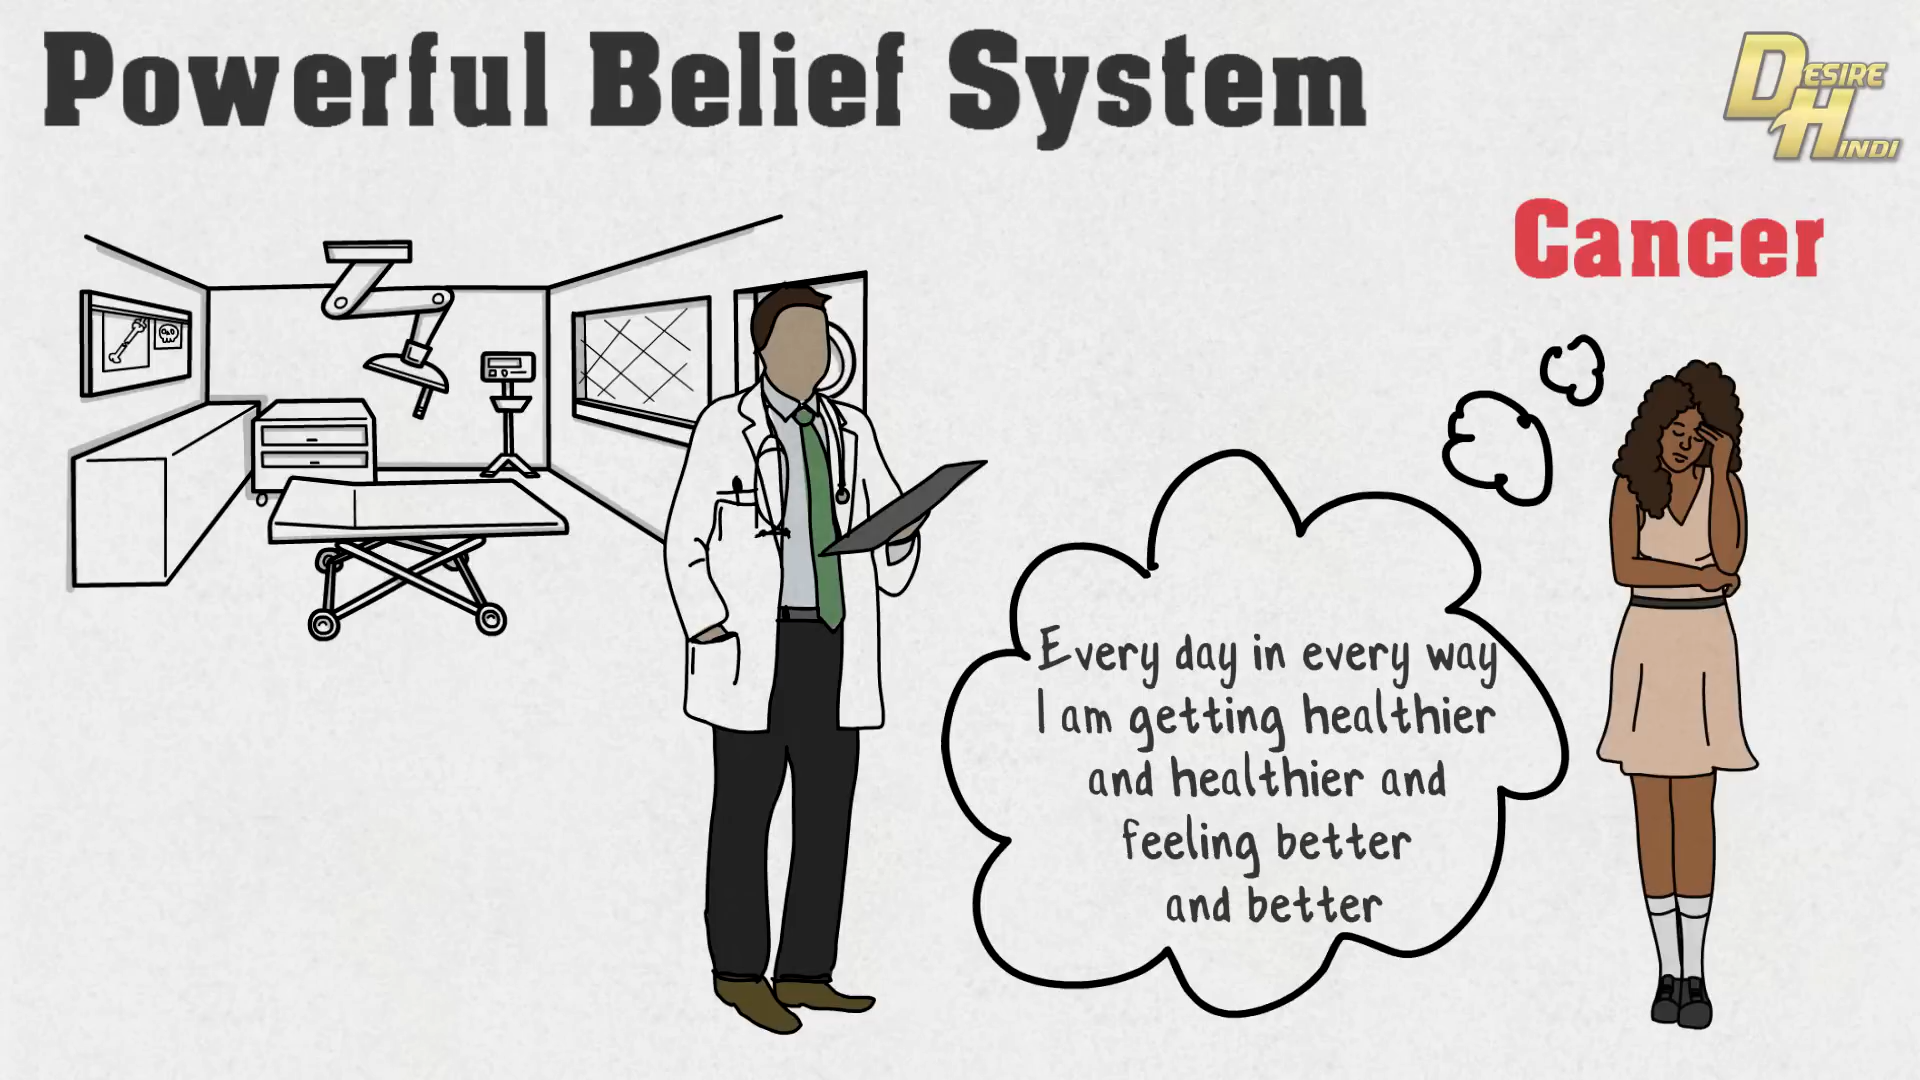 Powerful Belief System
DESIRE
HINDI
Cancer
Every day in every way
I am getting healthier
and healthier and
feeling better
and better